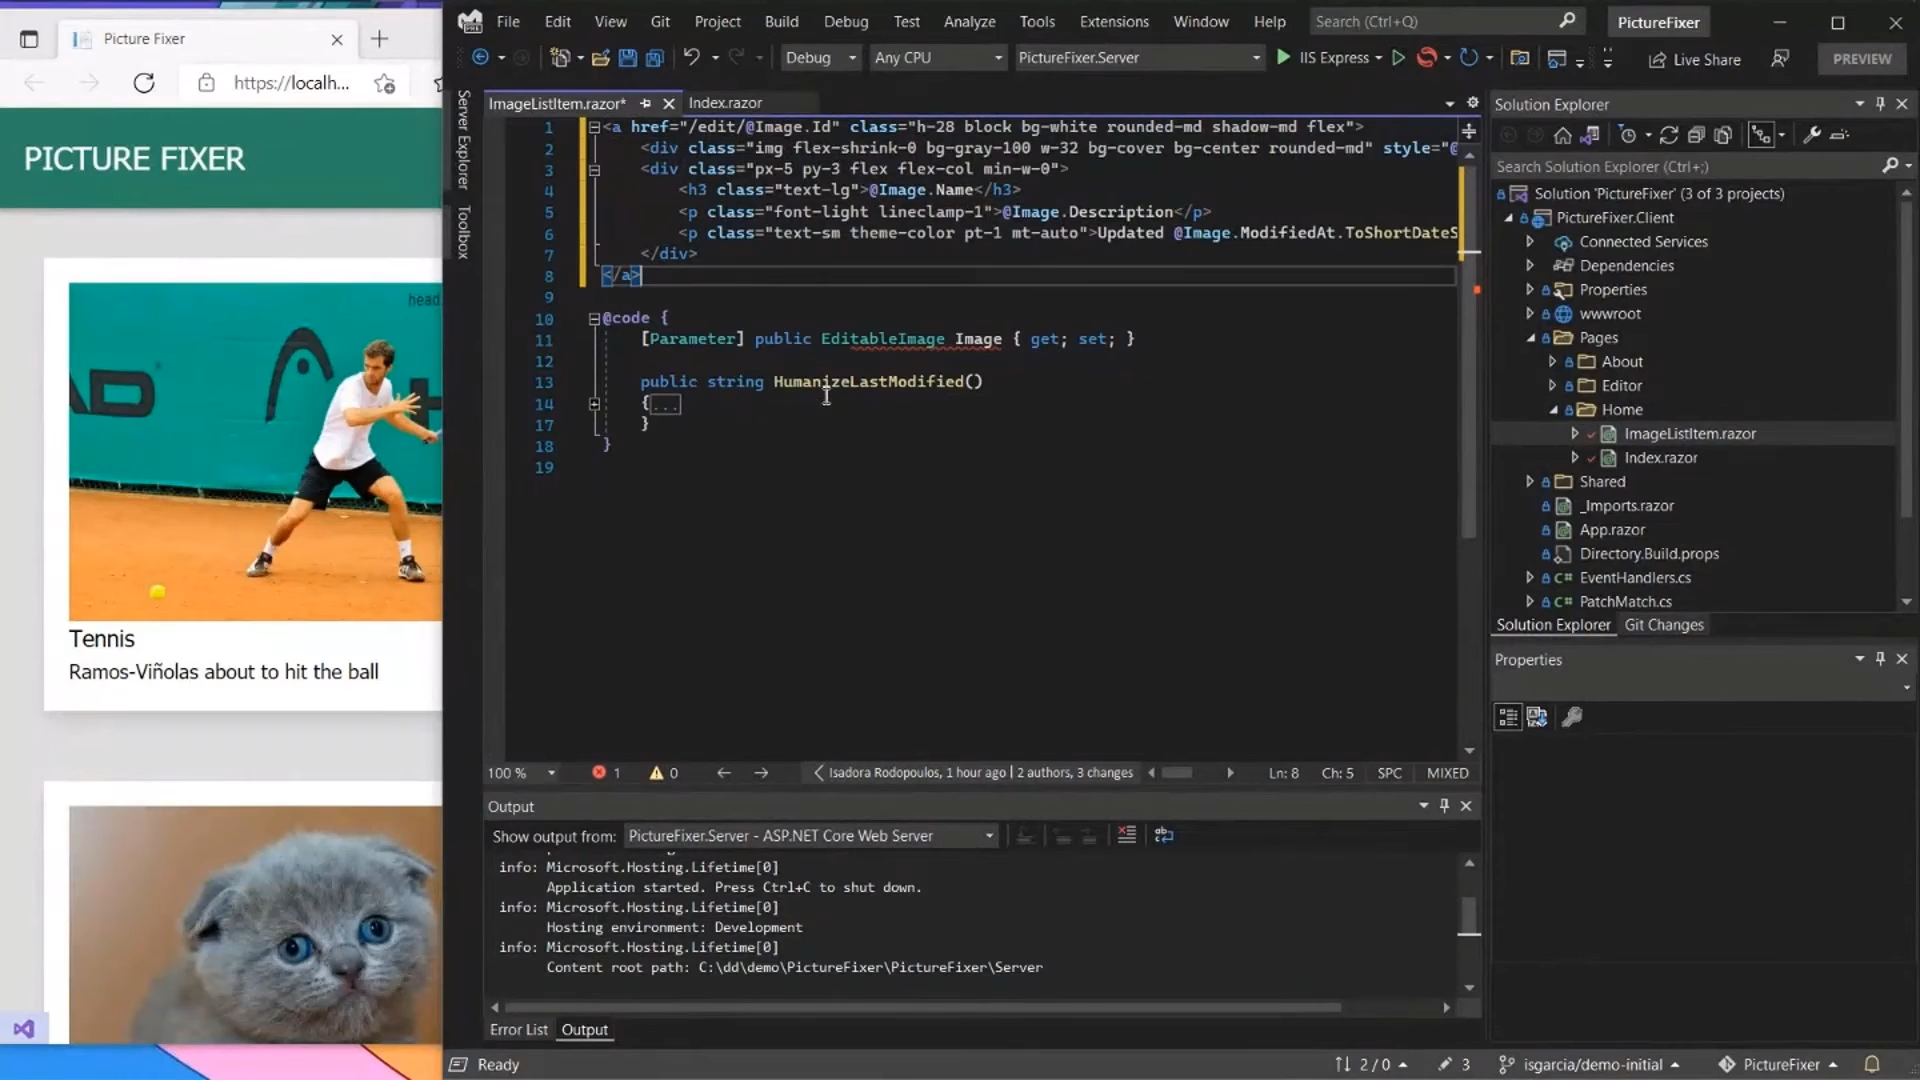 Picture Fixer
https://localh...
PICTURE FIXER
head
Tennis
Ramos-Viñolas about to hit the ball
File Edit View Git Project Build Debug Test Analyze Tools Extensions Window Help Search (Ctrl+Q) PictureFixer
Debug Any CPU PictureFixer.Server IIS Express Live Share PREVIEW
Server Explorer
Toolbox
ImageListItem.razor* Index.razor
1 <a href="/edit/@Image.Id" class="h-28 block bg-white rounded-md shadow-md flex">
2 <div class="img flex-shrink-0 bg-gray-100 w-32 bg-cover bg-center rounded-md" style="@
3 <div class="px-5 py-3 flex flex-col min-w-0">
4 <h3 class="text-lg">@Image.Name</h3>
5 <p class="font-light lineclamp-1">@Image.Description</p>
6 <p class="text-sm theme-color pt-1 mt-auto">Updated @Image.ModifiedAt.ToShortDateS
7 </div>
8 </a>
9
10 @code {
11 [Parameter] public EditableImage Image { get; set; }
12
13 public string HumanizeLastModified()
14 {...
17 }
18 }
19
100 % 1 0 Isadora Rodopoulos, 1 hour ago | 2 authors, 3 changes Ln: 8 Ch: 5 SPC MIXED
Output
Show output from: PictureFixer.Server - ASP.NET Core Web Server
info: Microsoft.Hosting.Lifetime[0]
Application started. Press Ctrl+C to shut down.
info: Microsoft.Hosting.Lifetime[0]
Hosting environment: Development
info: Microsoft.Hosting.Lifetime[0]
Content root path: C:\dd\demo\PictureFixer\PictureFixer\Server
Error List Output
Solution Explorer
Search Solution Explorer (Ctrl+;)
Solution 'PictureFixer' (3 of 3 projects)
PictureFixer.Client
Connected Services
Dependencies
Properties
wwwroot
Pages
About
Editor
Home
ImageListItem.razor
Index.razor
Shared
_Imports.razor
App.razor
Directory.Build.props
C# EventHandlers.cs
C# PatchMatch.cs
Solution Explorer Git Changes
Properties
Ready 2 / 0 3 isgarcia/demo-initial PictureFixer